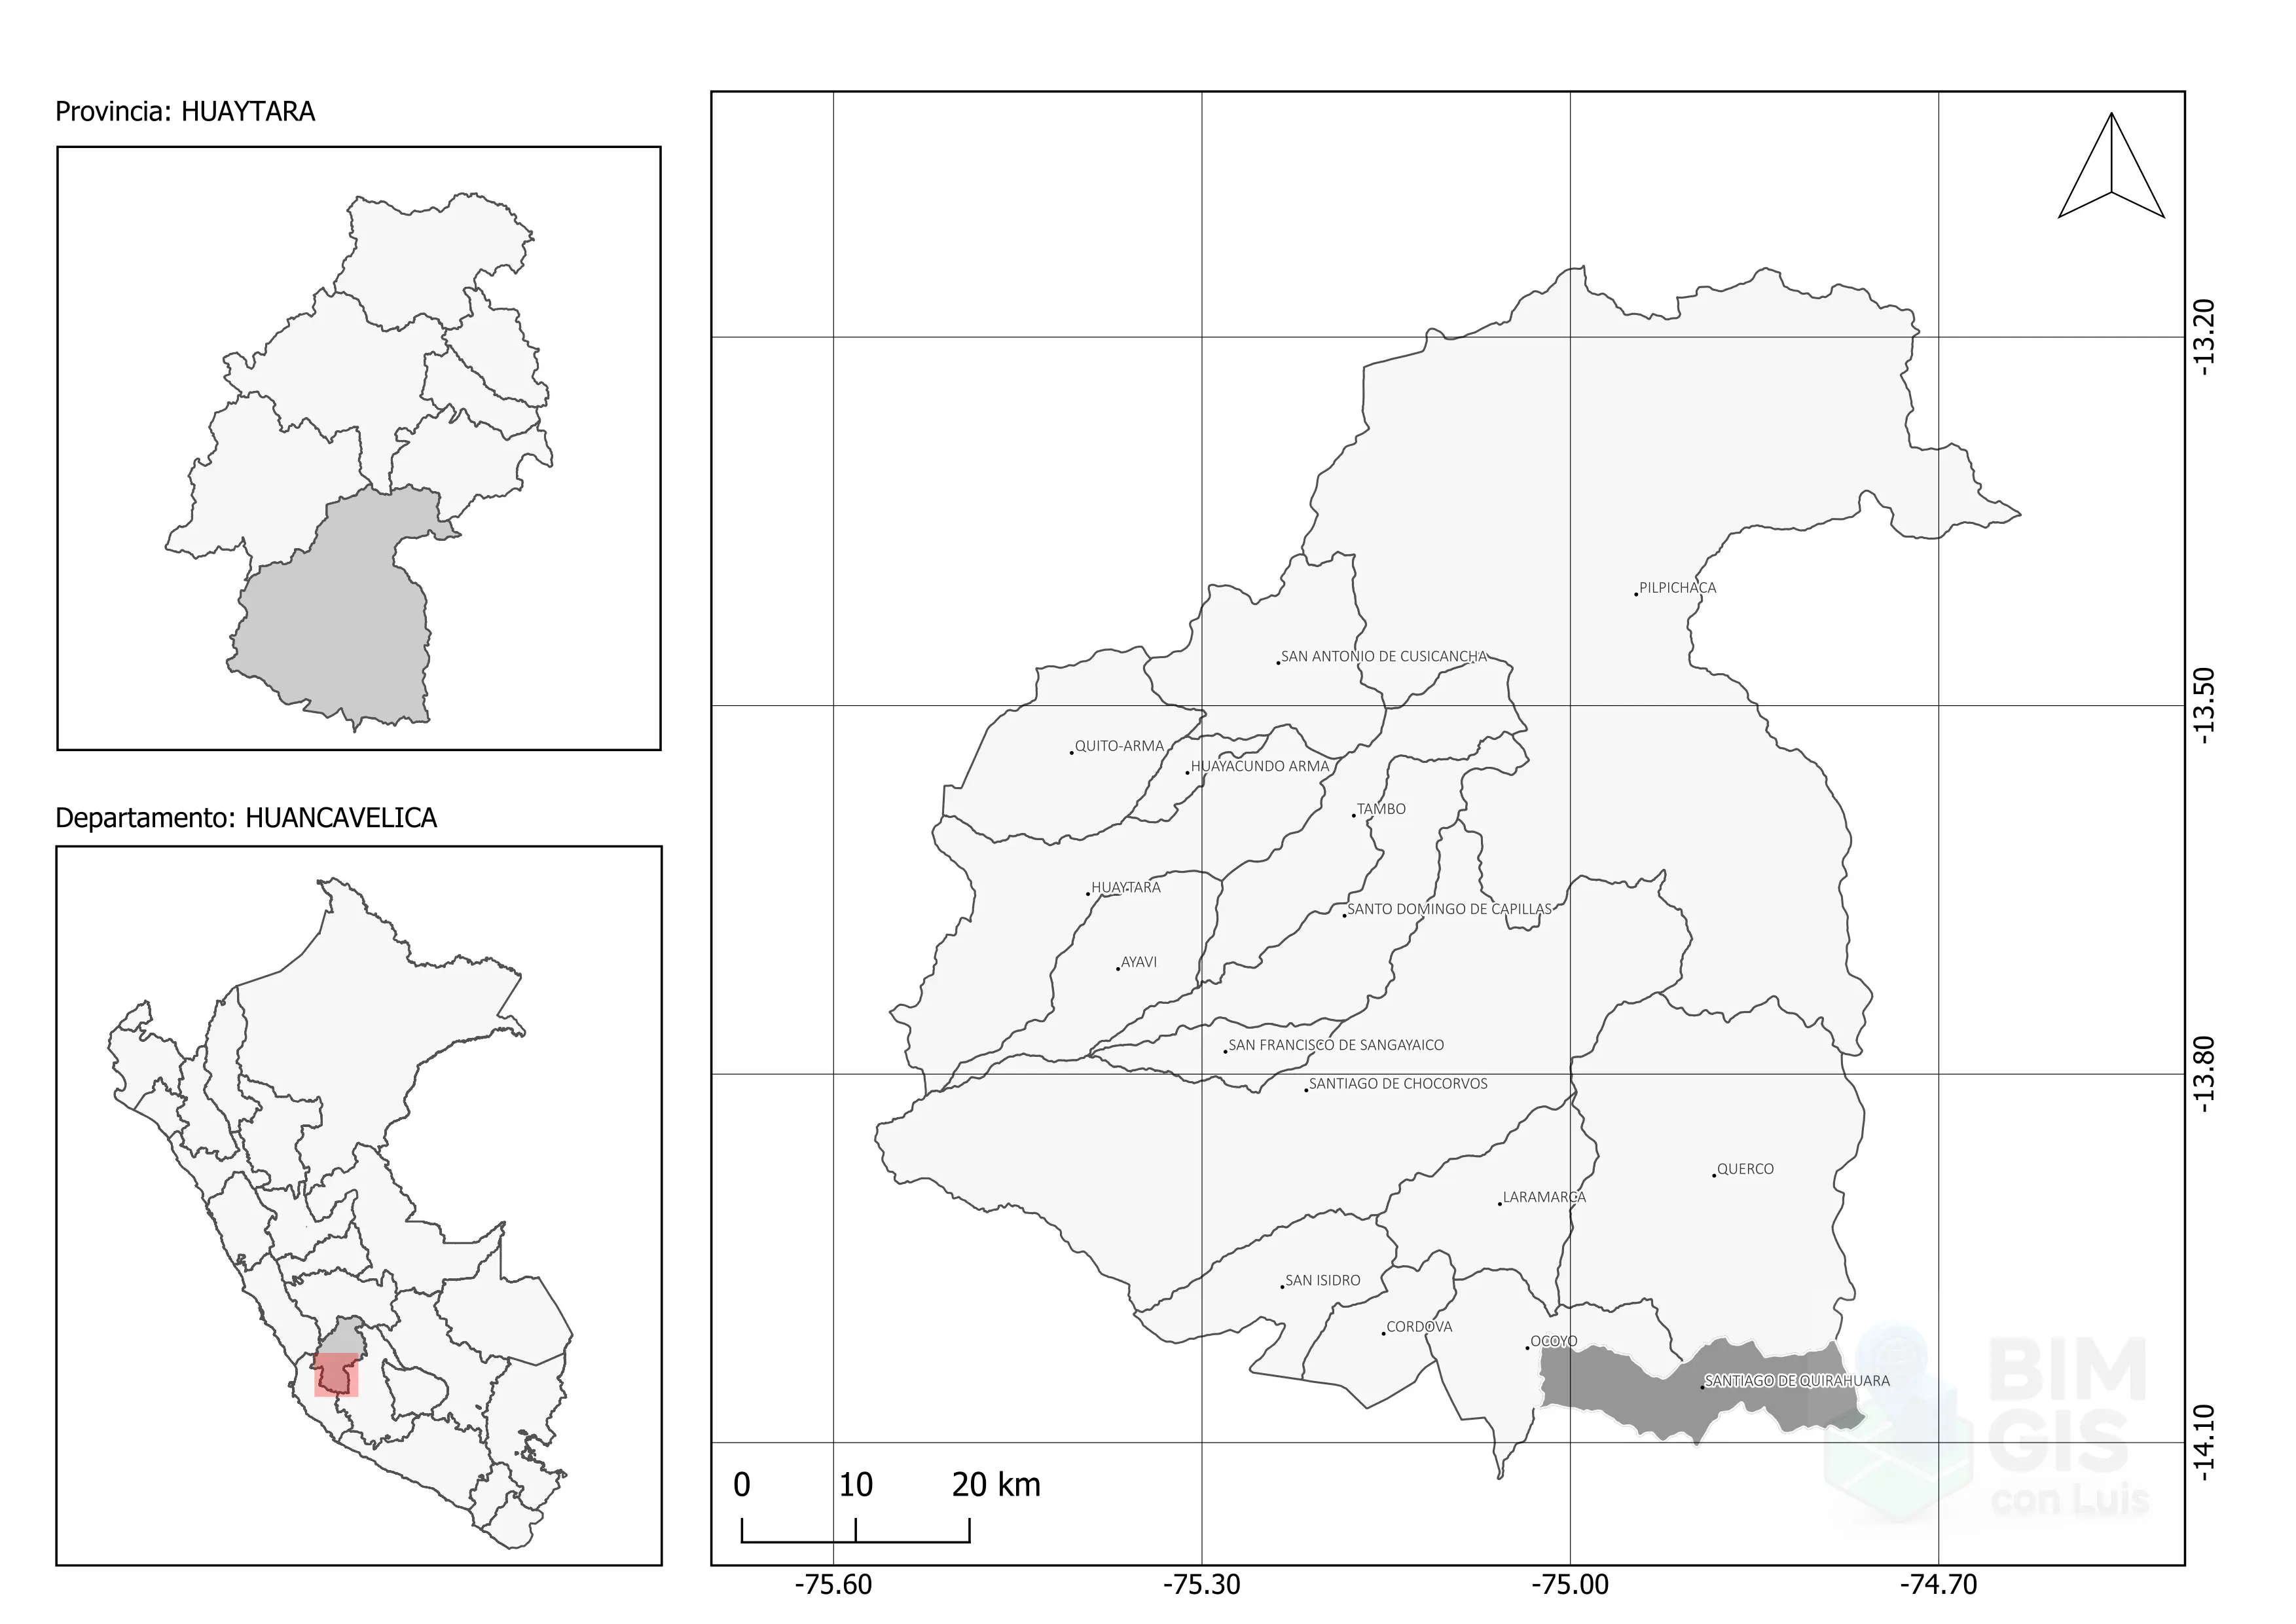 Provincia: HUAYTARA
Departamento: HUANCAVELICA
PILPICHACA
SAN ANTONIO DE CUSICANCHA
QUITO-ARMA
HUAYACUNDO ARMA
TAMBO
HUAYTARA
SANTO DOMINGO DE CAPILLAS
AYAVI
SAN FRANCISCO DE SANGAYAICO
SANTIAGO DE CHOCORVOS
QUERCO
LARAMARCA
SAN ISIDRO
CORDOVA
OCOYO
SANTIAGO DE QUIRAHUARA
BIM
GIS
con Luis
0 10 20 km
-75.60 -75.30 -75.00 -74.70
-13.20
-13.50
-13.80
-14.10